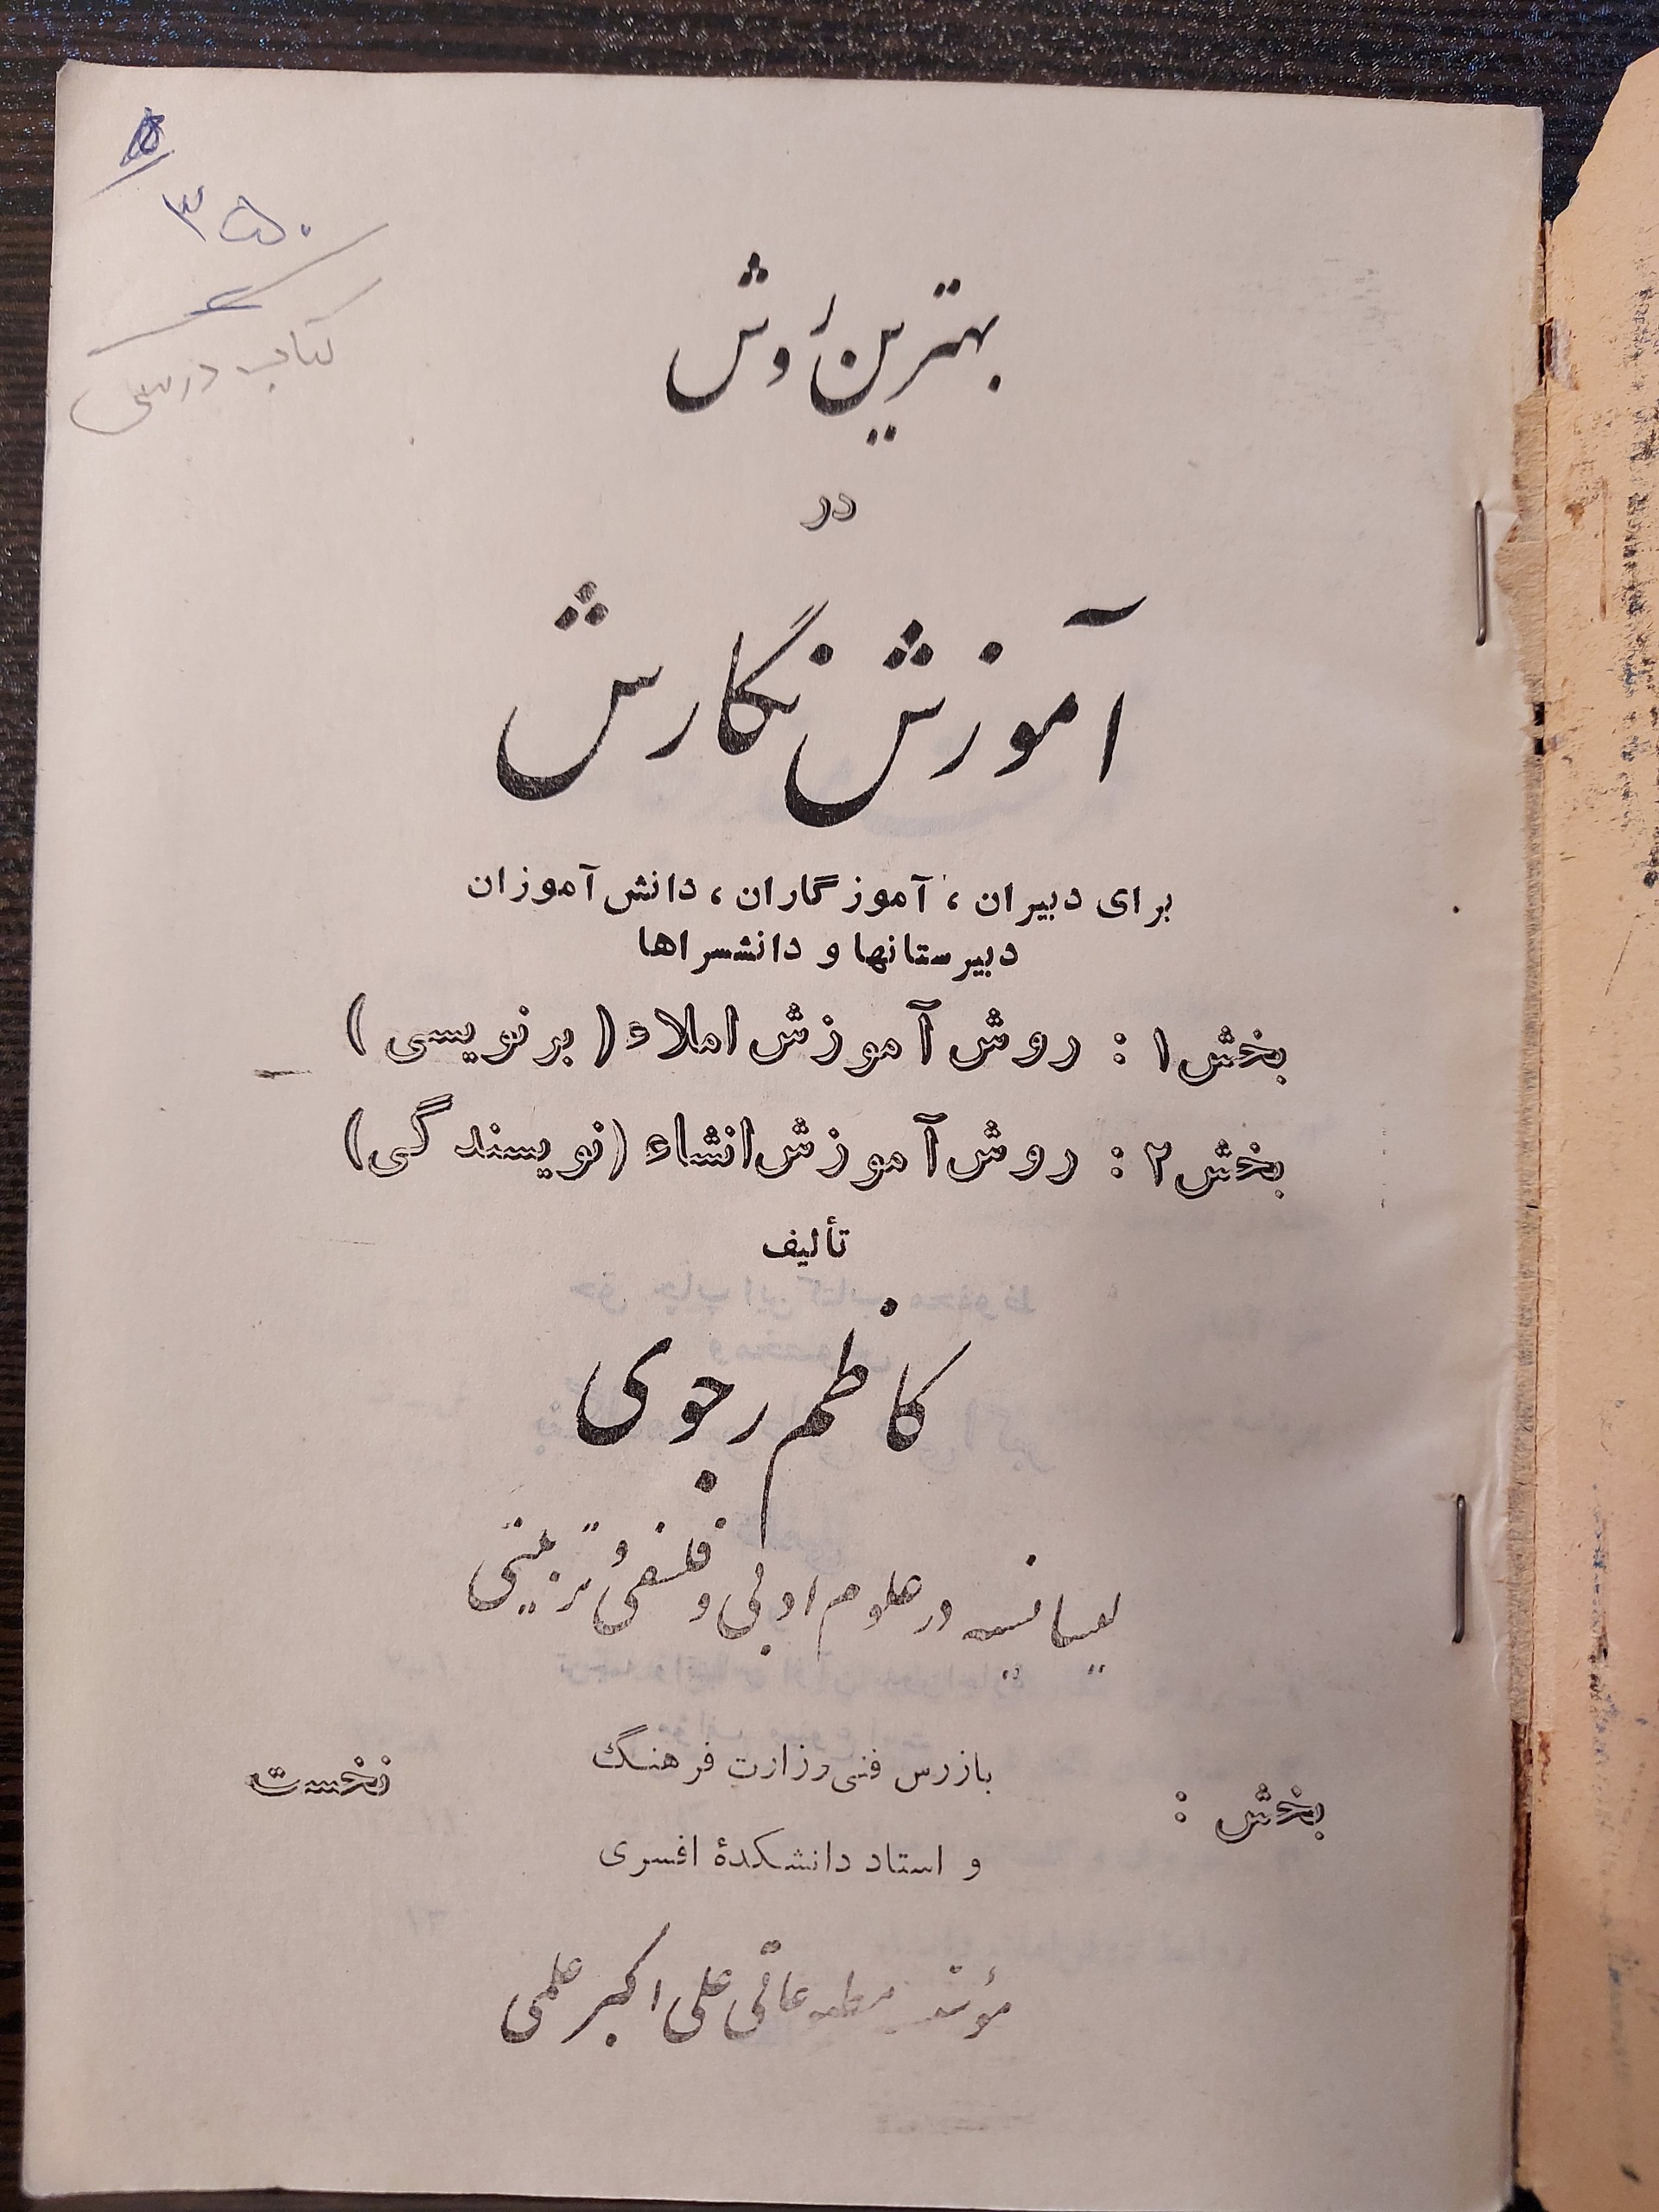 ۳۵۰
کتاب درسی
بهترین روش
در
آموزش نگارش
برای دبیران ، آموزگاران ، دانش آموزان
دبیرستانها و دانشسراها
بخش ۱ : روش آموزش املاء ( برنویسی )
بخش ۲ : روش آموزش انشاء (نویسندگی)
تألیف
کاظم رجوی
لیسانسیه در علوم ادبی و فلسفی و تربیتی
بازرس فنی وزارت فرهنگ
بخش : نخست
و استاد دانشکدهٔ افسری
علی اکبر علمی